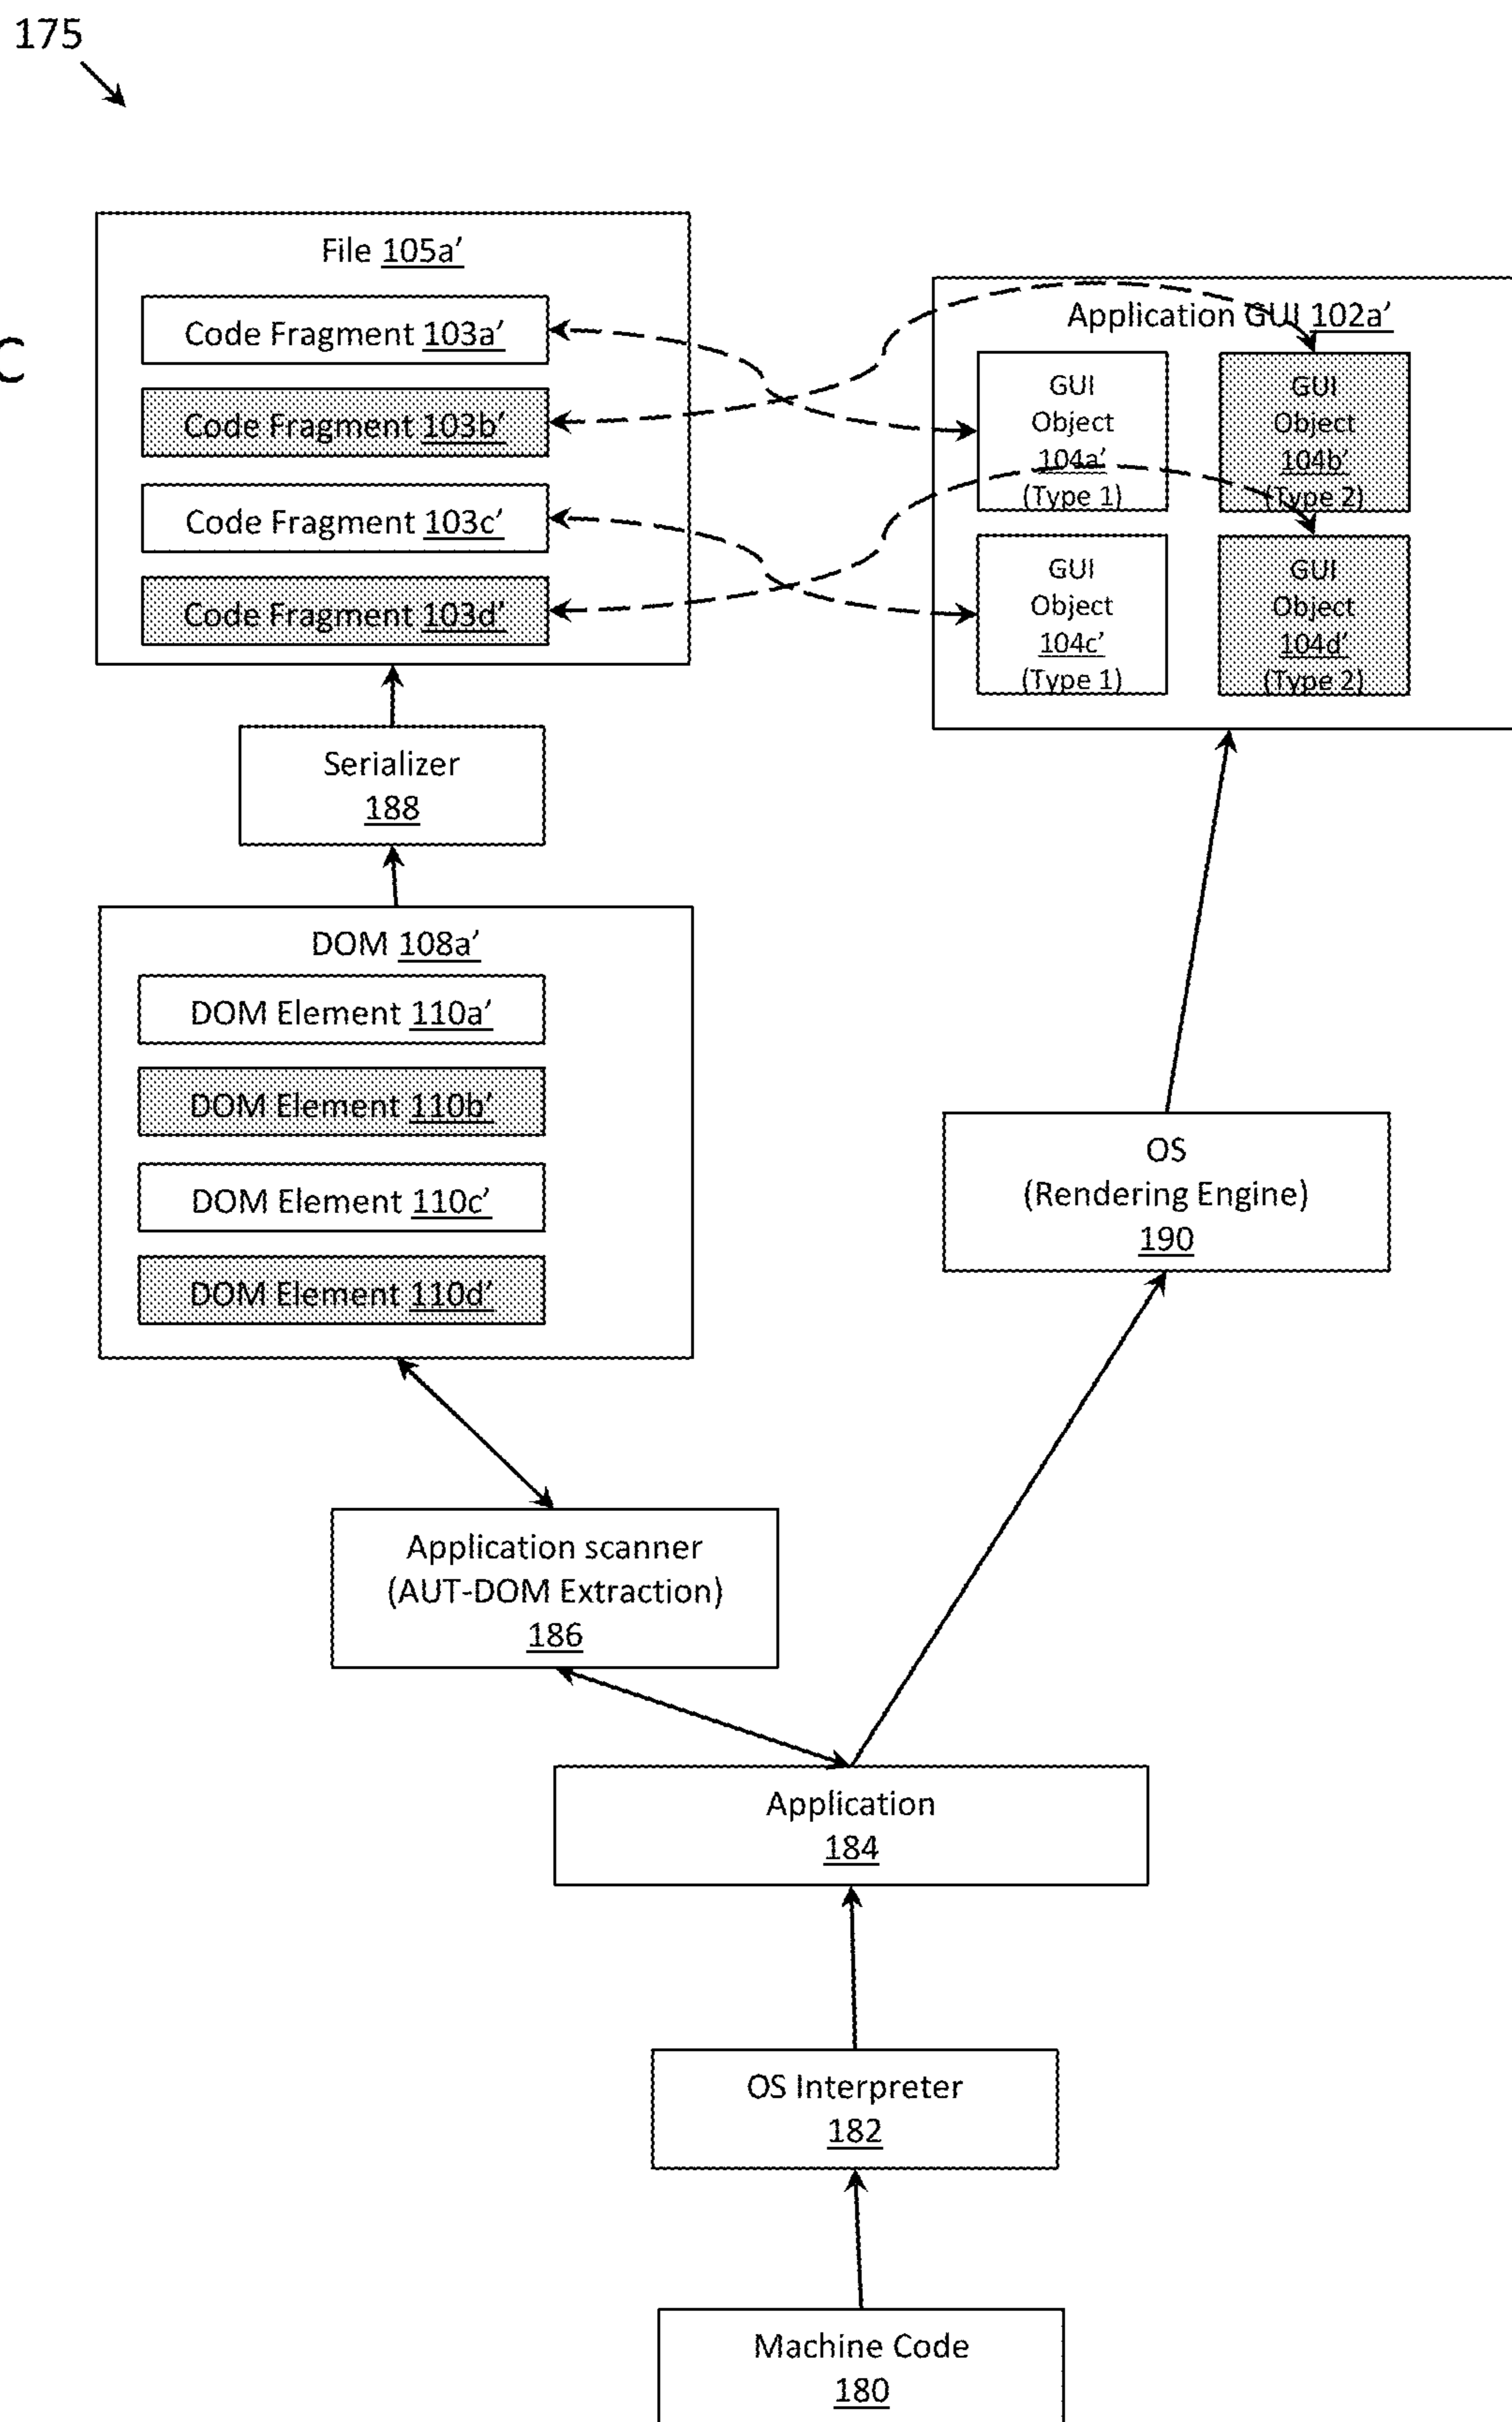 175
C
File 105a’
Code Fragment 103a’
Code Fragment 103b’
Code Fragment 103c’
Code Fragment 103d’
Application GUI 102a’
GUI
Object
104a’
(Type 1)
GUI
Object
104b’
(Type 2)
GUI
Object
104c’
(Type 1)
GUI
Object
104d’
(Type 2)
Serializer
188
DOM 108a’
DOM Element 110a’
DOM Element 110b’
DOM Element 110c’
DOM Element 110d’
OS
(Rendering Engine)
190
Application scanner
(AUT-DOM Extraction)
186
Application
184
OS Interpreter
182
Machine Code
180